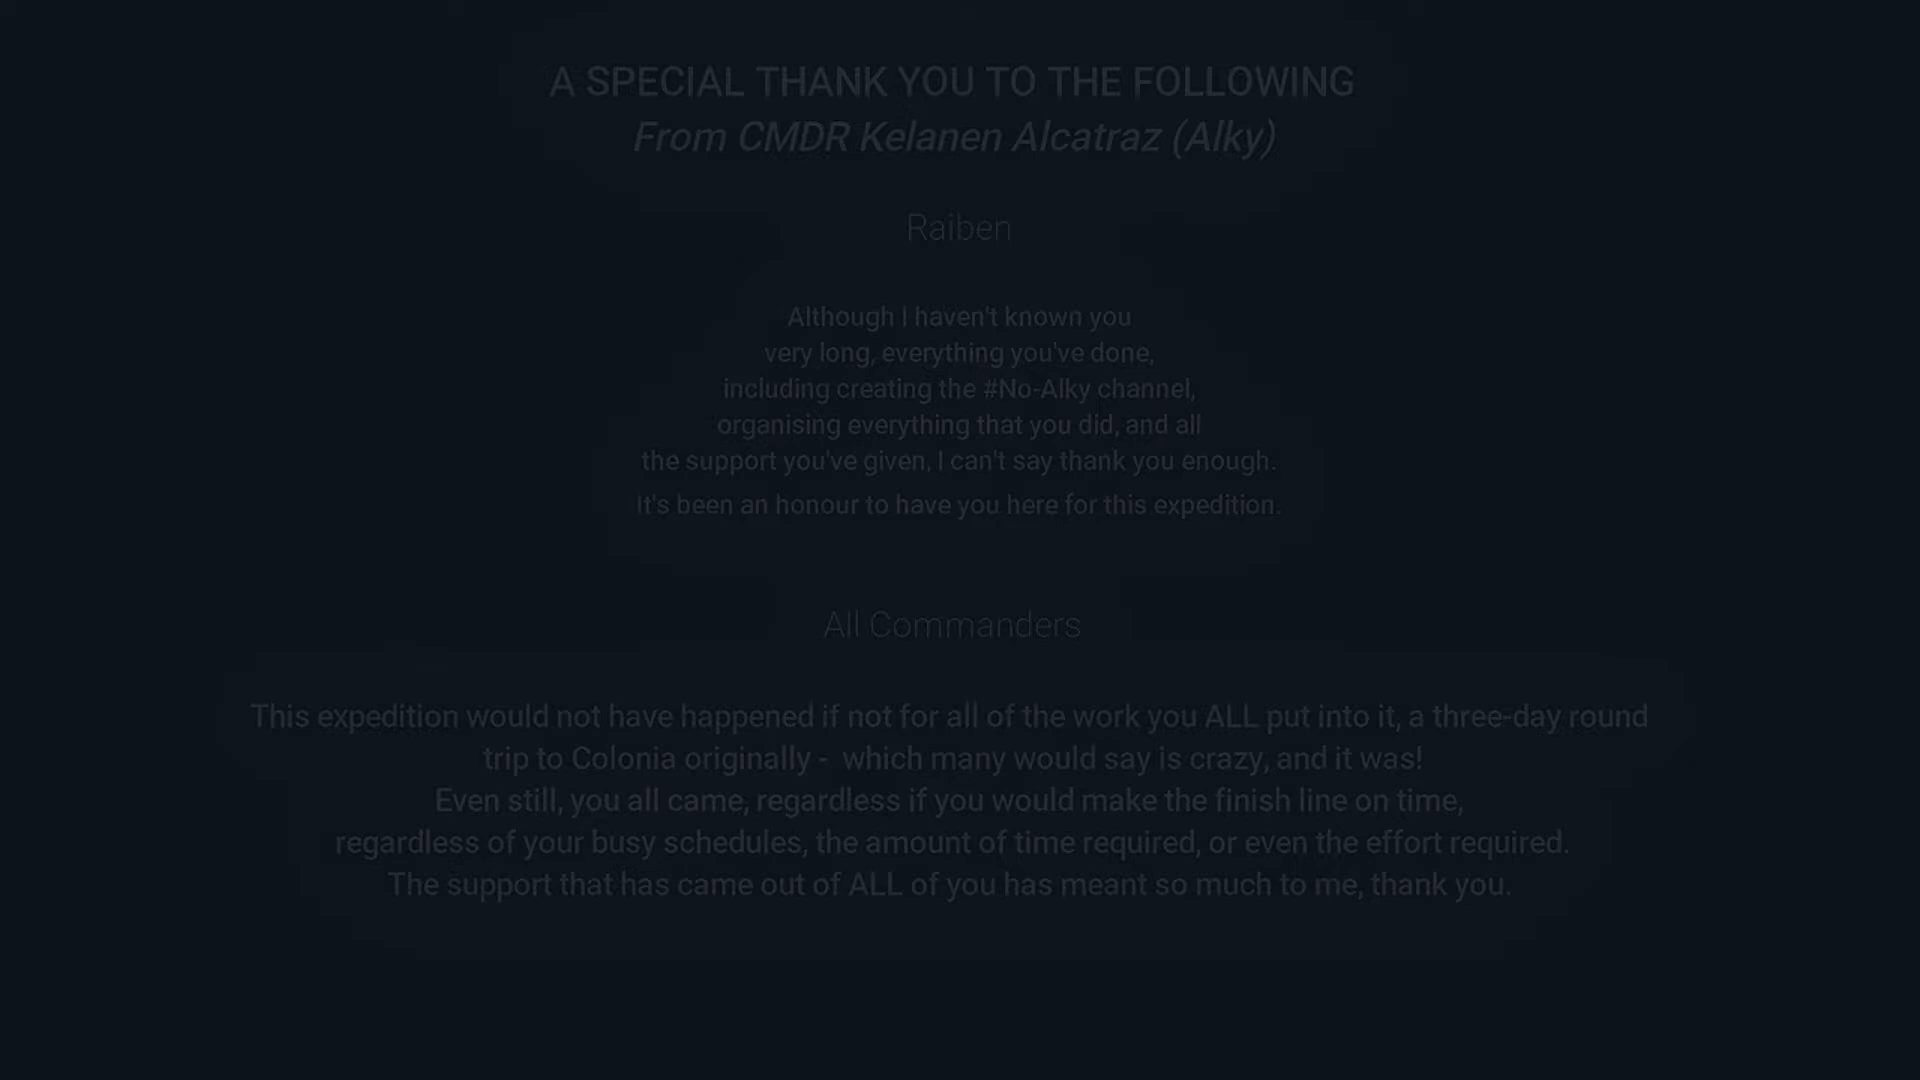 A SPECIAL THANK YOU TO THE FOLLOWING
From CMDR Kelanen Alcatraz (Alky)
Raiben
Although I haven't known you
very long, everything you've done,
including creating the #No-Alky channel,
organising everything that you did, and all
the support you've given, I can't say thank you enough.
It's been an honour to have you here for this expedition.
All Commanders
This expedition would not have happened if not for all of the work you ALL put into it, a three-day round
trip to Colonia originally -  which many would say is crazy, and it was!
Even still, you all came, regardless if you would make the finish line on time,
regardless of your busy schedules, the amount of time required, or even the effort required.
The support that has came out of ALL of you has meant so much to me, thank you.